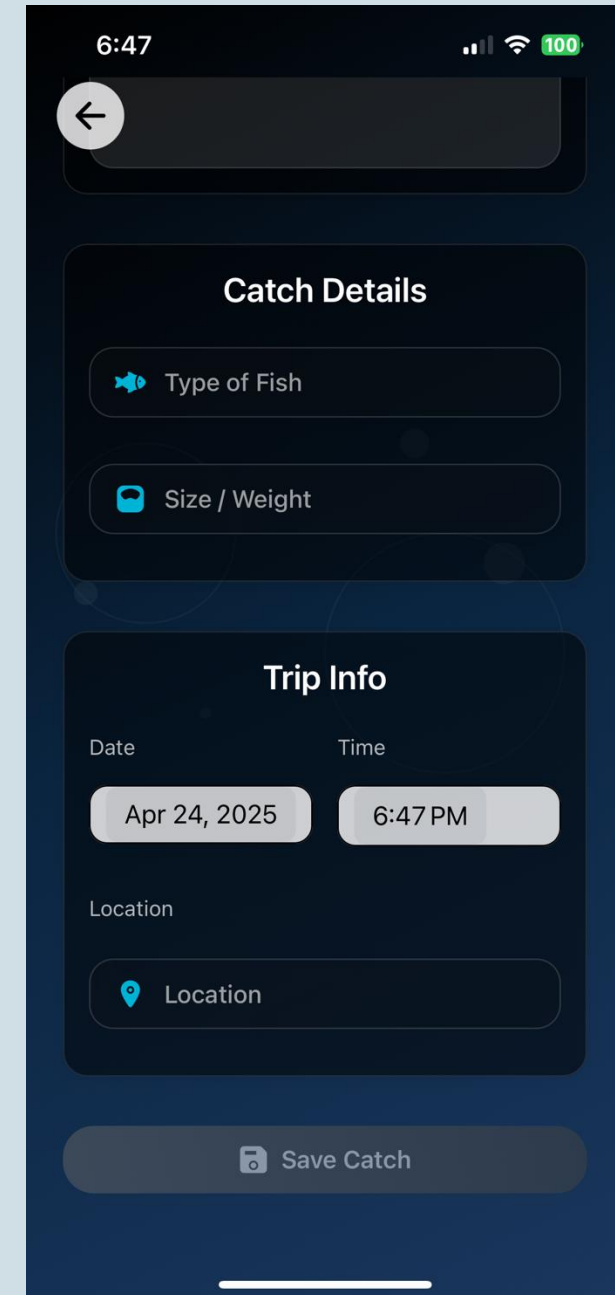 6:47
100
Catch Details
Type of Fish
Size / Weight
Trip Info
Date Time
Apr 24, 2025 6:47 PM
Location
Location
Save Catch